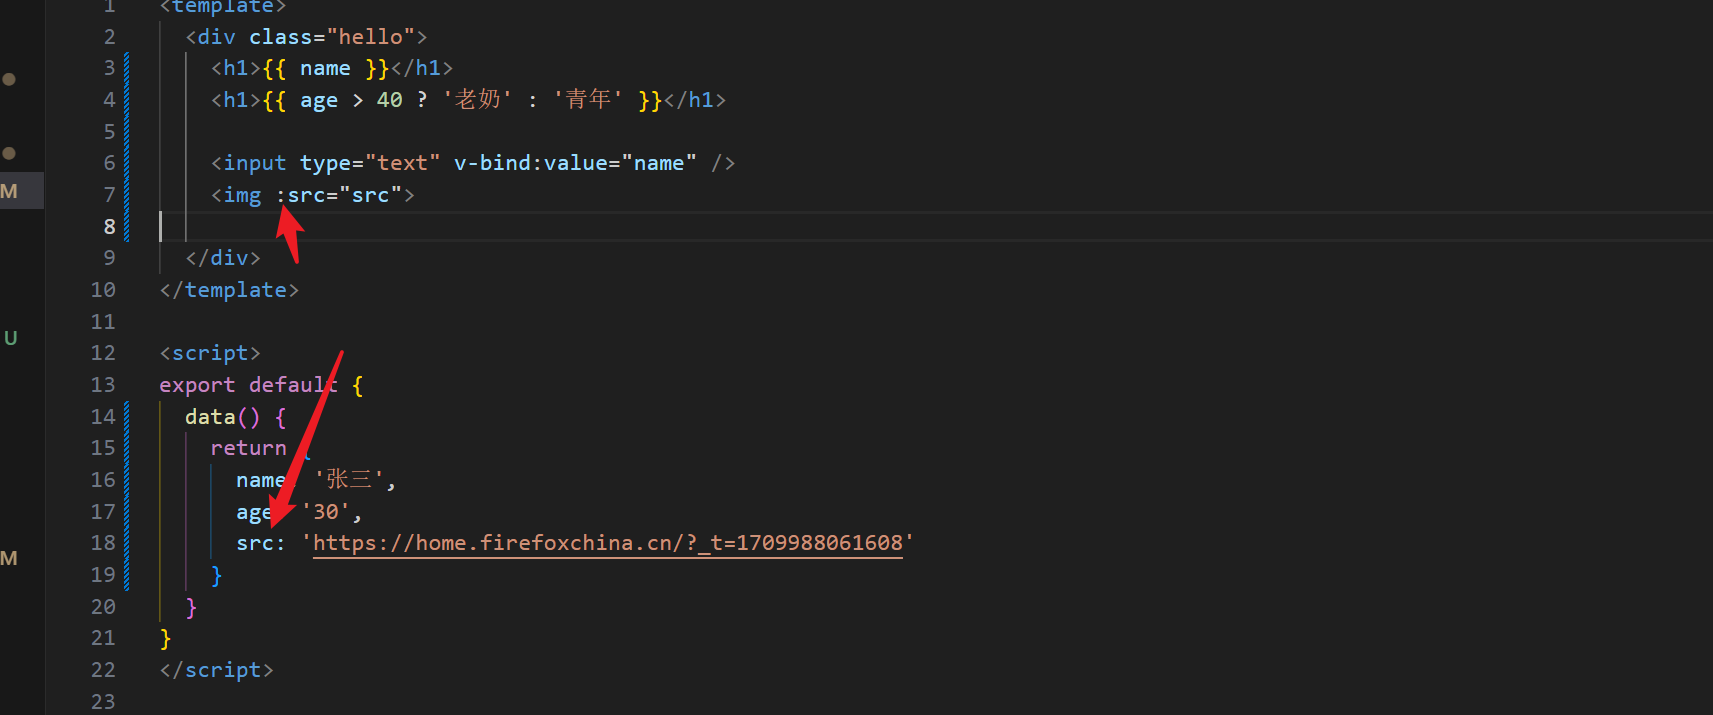 1 <template>
2 <div class="hello">
3 <h1>{{ name }}</h1>
4 <h1>{{ age > 40 ? '老奶' : '青年' }}</h1>
5
6 <input type="text" v-bind:value="name" />
M 7 <img :src="src">
8
9 </div>
10 </template>
11
U
12 <script>
13 export default {
14 data() {
15 return {
16 name '张三',
17 age '30',
M 18 src: 'https://home.firefoxchina.cn/?_t=1709988061608'
19 }
20 }
21 }
22 </script>
23